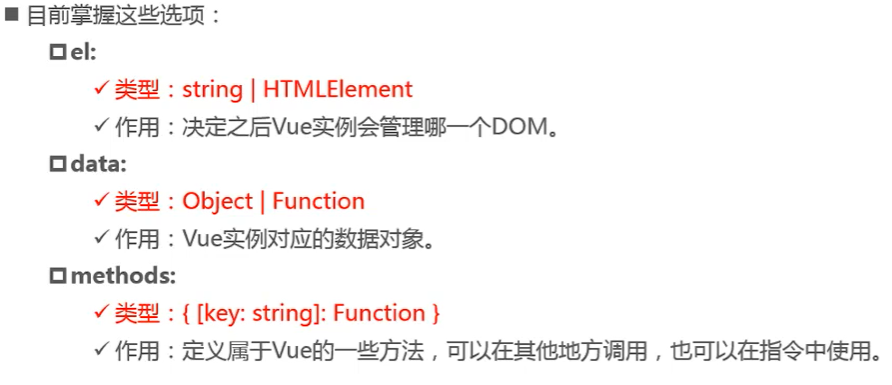 ■ 目前掌握这些选项：
el:
✓ 类型：string | HTMLElement
✓ 作用：决定之后Vue实例会管理哪一个DOM。
data:
✓ 类型：Object | Function
✓ 作用：Vue实例对应的数据对象。
methods:
✓ 类型：{ [key: string]: Function }
✓ 作用：定义属于Vue的一些方法，可以在其他地方调用，也可以在指令中使用。